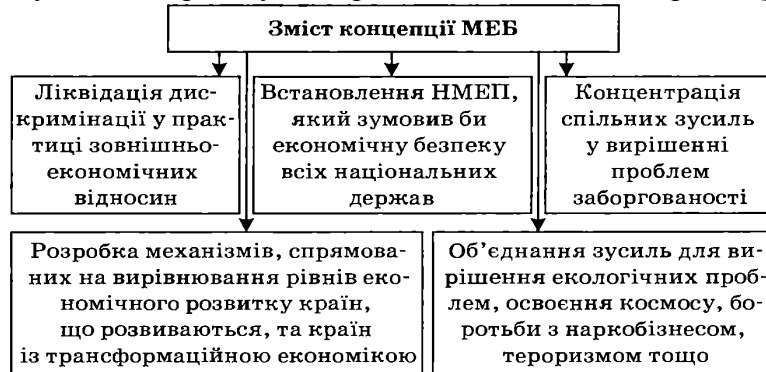 Зміст концепції МЕБ
Ліквідація дис-
кримінації у прак-
тиці зовнішньо-
економічних
відносин
Встановлення НМЕП,
який зумовив би
економічну безпеку
всіх національних
держав
Концентрація
спільних зусиль
у вирішенні
проблем
заборгованості
Розробка механізмів, спрямова-
них на вирівнювання рівнів еко-
номічного розвитку країн,
що розвиваються, та країн
із трансформаційною економікою
Об’єднання зусиль для ви-
рішення екологічних проб-
лем, освоєння космосу, бо-
ротьби з наркобізнесом,
тероризмом тощо